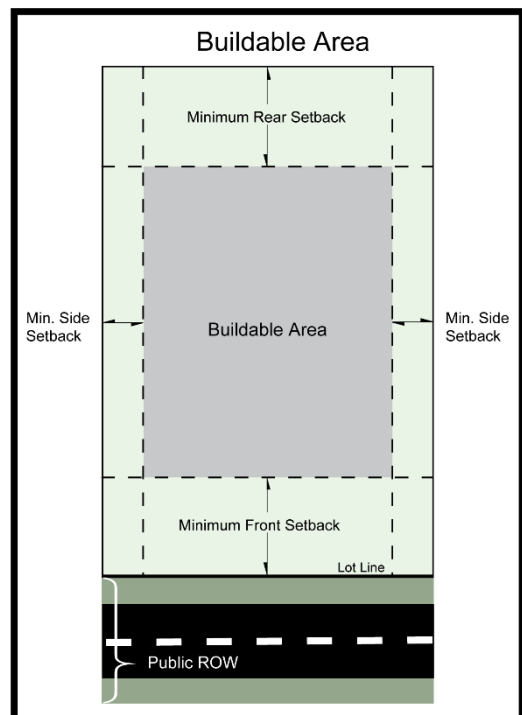 Buildable Area
Minimum Rear Setback
Min. Side
Setback
Buildable Area
Min. Side
Setback
Minimum Front Setback
Lot Line
Public ROW